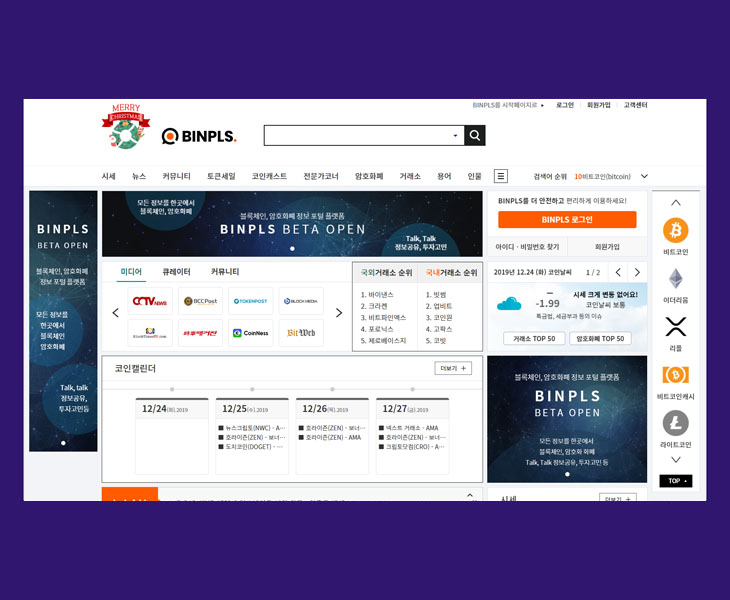 MERRY
CHRISTMAS
BINPLS.
BINPLS를 시작페이지로
로그인
회원가입
고객센터
시세 뉴스 커뮤니티 토큰세일 코인캐스트 전문가코너 암호화폐 거래소 용어 인물
검색어 순위 10비트코인(bitcoin)
BINPLS
BETA OPEN
블록체인, 암호화폐
정보 포털 플랫폼
모든 정보를
한곳에서
블록체인
암호화폐
Talk, talk
정보공유,
투자고민등
모든 정보를 한곳에서
블록체인, 암호화폐
블록체인, 암호화폐 정보 포털 플랫폼
BINPLS BETA OPEN
Talk, Talk
정보공유, 투자고민
BINPLS를 더 안전하고 편리하게 이용하세요!
BINPLS 로그인
아이디 · 비밀번호 찾기
회원가입
미디어 큐레이터 커뮤니티
CCTVNEWS
BCCPost
TOKENPOST
BLOCK MEDIA
CoinNess
BitWeb
국외거래소 순위
1. 바이낸스
2. 크라켄
3. 비트파인엑스
4. 포로닉스
5. 제로베이스지
국내거래소 순위
1. 빗썸
2. 업비트
3. 코인원
4. 고팍스
5. 코빗
2019년 12.24 (화) 코인날씨 1 / 2
-1.99
시세 크게 변동 없어요!
코인날씨 보통
특금법, 세금부과 등의 이슈
거래소 TOP 50
암호화폐 TOP 50
코인캘린더
더보기 +
12/24(화).2019
12/25(수).2019
■ 뉴스크립토(NWC) - A···
■ 호라이즌(ZEN) - 보너···
■ 도지코인(DOGET) - ···
12/26(목).2019
■ 호라이즌(ZEN) - 보너···
■ 호라이즌(ZEN) - AMA
12/27(금).2019
■ 넥스트 거래소 - AMA
■ 호라이즌(ZEN) - 보너···
■ 크립토닷컴(CRO) - A···
블록체인, 암호화폐 정보 플랫폼
BINPLS
BETA OPEN
모든 정보를 한곳에서
블록체인, 암호화 화폐
Talk, Talk 정보공유, 투자고민 등
시세
더보기 +
비트코인
이더리움
리플
비트코인캐시
라이트코인
TOP